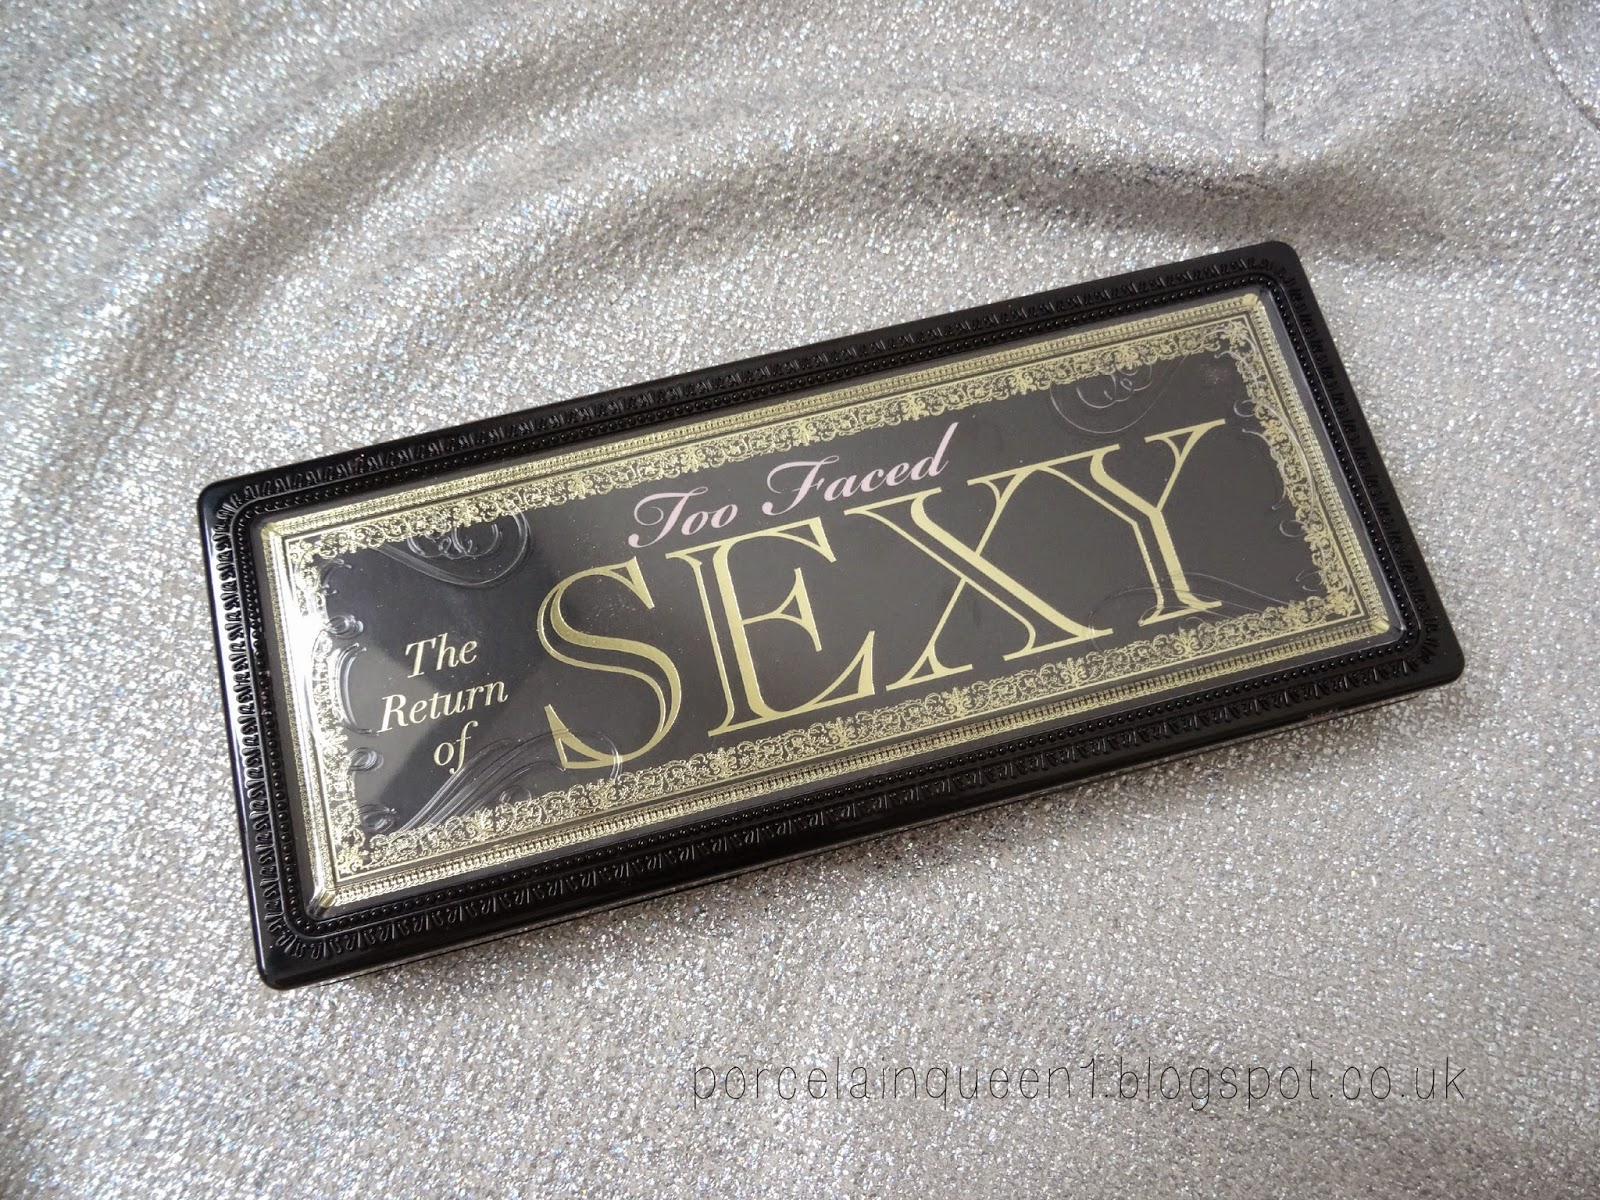 Too Faced
The
Return
of
SEXY
porcelainqueen1.blogspot.co.uk